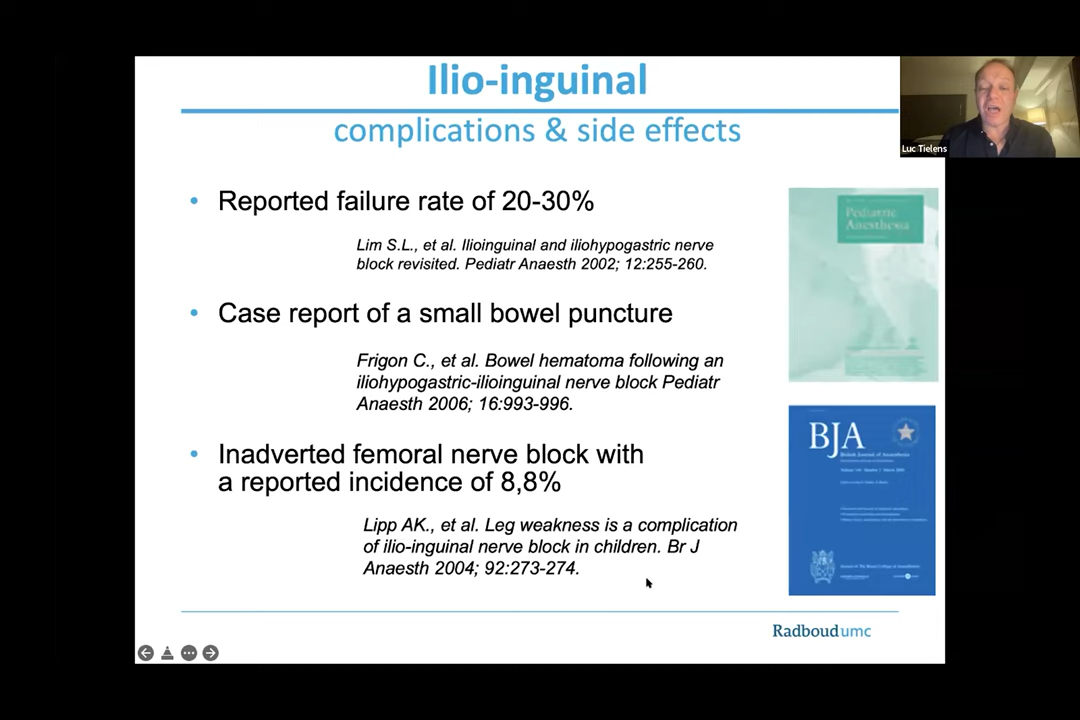 Ilio-inguinal
complications & side effects
Luc Tielens
• Reported failure rate of 20-30%
Lim S.L., et al. Ilioinguinal and iliohypogastric nerve
block revisited. Pediatr Anaesth 2002; 12:255-260.
• Case report of a small bowel puncture
Frigon C., et al. Bowel hematoma following an
iliohypogastric-ilioinguinal nerve block Pediatr
Anaesth 2006; 16:993-996.
• Inadverted femoral nerve block with
a reported incidence of 8,8%
Lipp AK., et al. Leg weakness is a complication
of ilio-inguinal nerve block in children. Br J
Anaesth 2004; 92:273-274.
Pediatric
Anesthesia
BJA
British Journal of Anaesthesia
Radboudumc